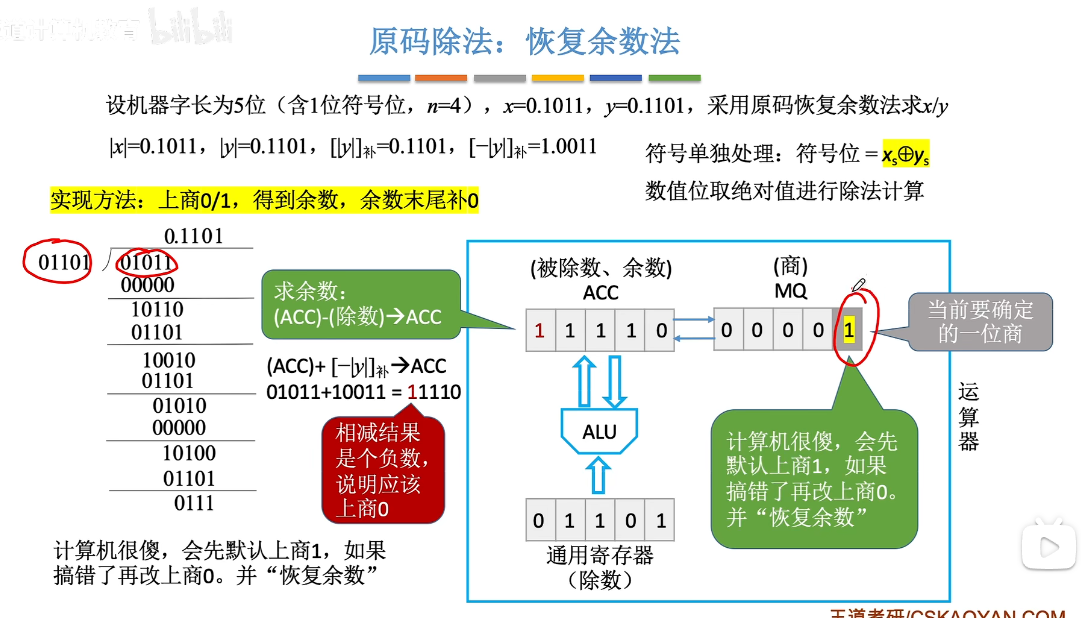 bilibili
原码除法：恢复余数法
设机器字长为5位（含1位符号位，n=4），x=0.1011，y=0.1101，采用原码恢复余数法求x/y
|x|=0.1011，|y|=0.1101，[|y|]补=0.1101，[−|y|]补=1.0011
符号单独处理：符号位 = xs⊕ys
数值位取绝对值进行除法计算
实现方法：上商0/1，得到余数，余数末尾补0
0.1101
01101 01011
00000
10110
01101
10010
01101
01010
00000
10100
01101
0111
求余数：
(ACC)-(除数)→ACC
(ACC)+ [−|y|]补→ACC
01011+10011 = 11110
相减结果
是个负数，
说明应该
上商0
计算机很傻，会先默认上商1，如果
搞错了再改上商0。并“恢复余数”
(被除数、余数)
ACC
(商)
MQ
1 1 1 1 0
0 0 0 0 1
当前要确定
的一位商
ALU
0 1 1 0 1
通用寄存器
（除数）
运算器
计算机很傻，会先
默认上商1，如果
搞错了再改上商0。
并“恢复余数”
王道考研/CSKAOYAN.COM